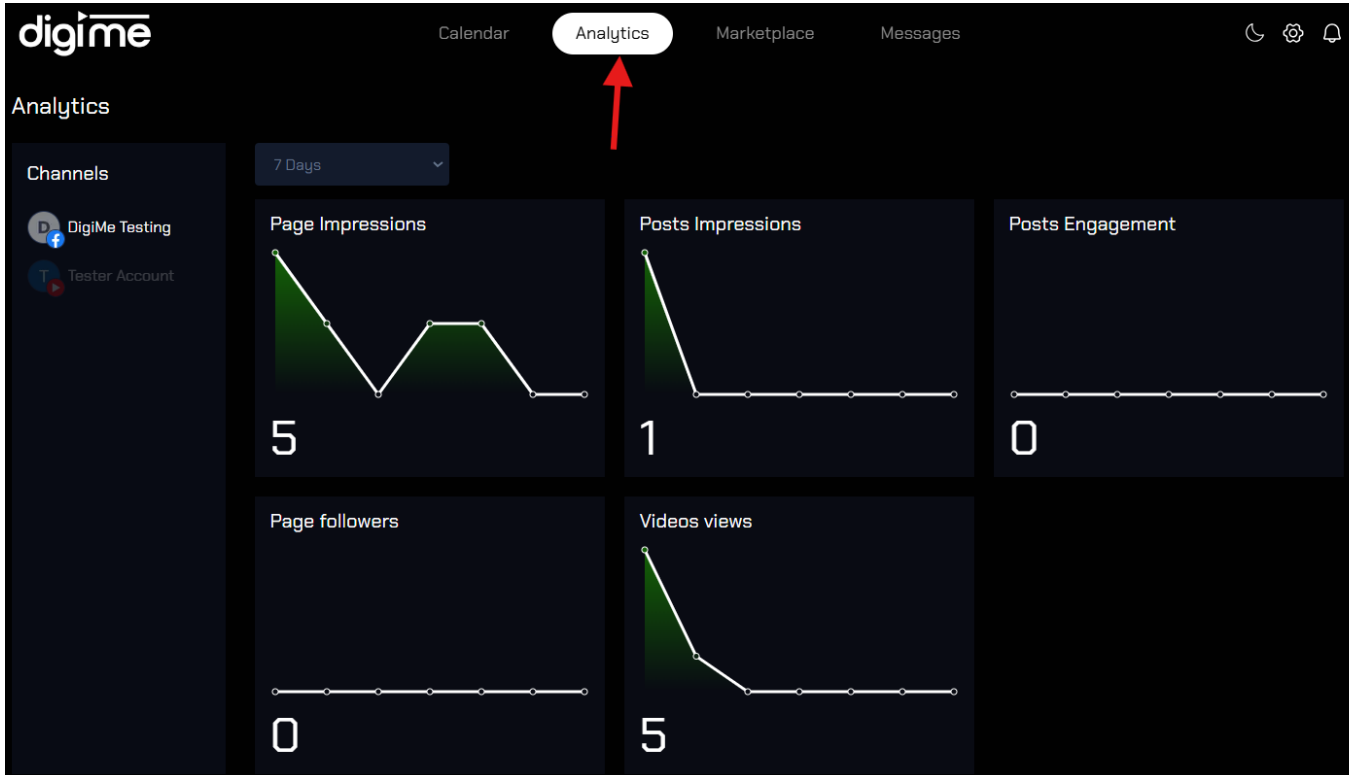 digime
Calendar
Analytics
Marketplace
Messages
Analytics
Channels
D
DigiMe Testing
T
Tester Account
7 Days
Page Impressions
5
Posts Impressions
1
Posts Engagement
0
Page followers
0
Videos views
5